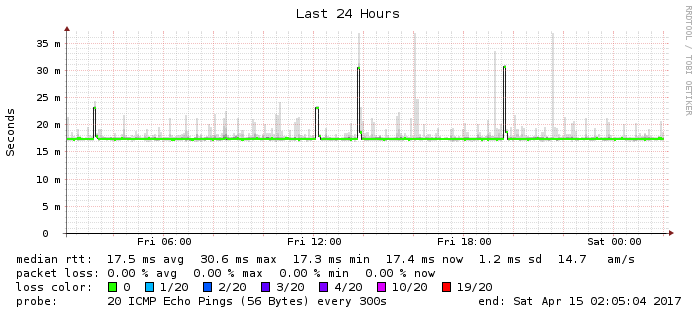 Last 24 Hours
RRDTOOL / TOBI OETIKER
Seconds
35 m
30 m
25 m
20 m
15 m
10 m
5 m
0
Fri 06:00 Fri 12:00 Fri 18:00 Sat 00:00
median rtt: 17.5 ms avg 30.6 ms max 17.3 ms min 17.4 ms now 1.2 ms sd 14.7 am/s
packet loss: 0.00 % avg 0.00 % max 0.00 % min 0.00 % now
loss color: 0 1/20 2/20 3/20 4/20 10/20 19/20
probe: 20 ICMP Echo Pings (56 Bytes) every 300s end: Sat Apr 15 02:05:04 2017